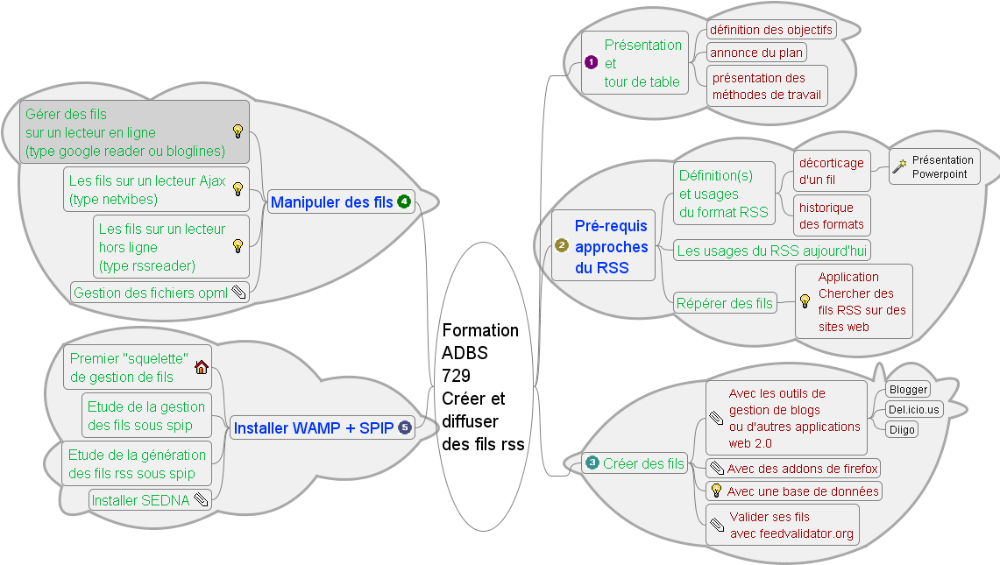 Formation
ADBS
729
Créer et
diffuser
des fils rss
1
Présentation
et
tour de table
définition des objectifs
annonce du plan
présentation des
méthodes de travail
2
Pré-requis
approches
du RSS
Définition(s)
et usages
du format RSS
décorticage
d'un fil
Présentation
Powerpoint
historique
des formats
Les usages du RSS aujourd'hui
Répérer des fils
Application
Chercher des
fils RSS sur des
sites web
3 Créer des fils
Avec les outils de
gestion de blogs
ou d'autres applications
web 2.0
Blogger
Del.icio.us
Diigo
Avec des addons de firefox
Avec une base de données
Valider ses fils
avec feedvalidator.org
Manipuler des fils 4
Gérer des fils
sur un lecteur en ligne
(type google reader ou bloglines)
Les fils sur un lecteur Ajax
(type netvibes)
Les fils sur un lecteur
hors ligne
(type rssreader)
Gestion des fichiers opml
Installer WAMP + SPIP 5
Premier "squelette"
de gestion de fils
Etude de la gestion
des fils sous spip
Etude de la génération
des fils rss sous spip
Installer SEDNA